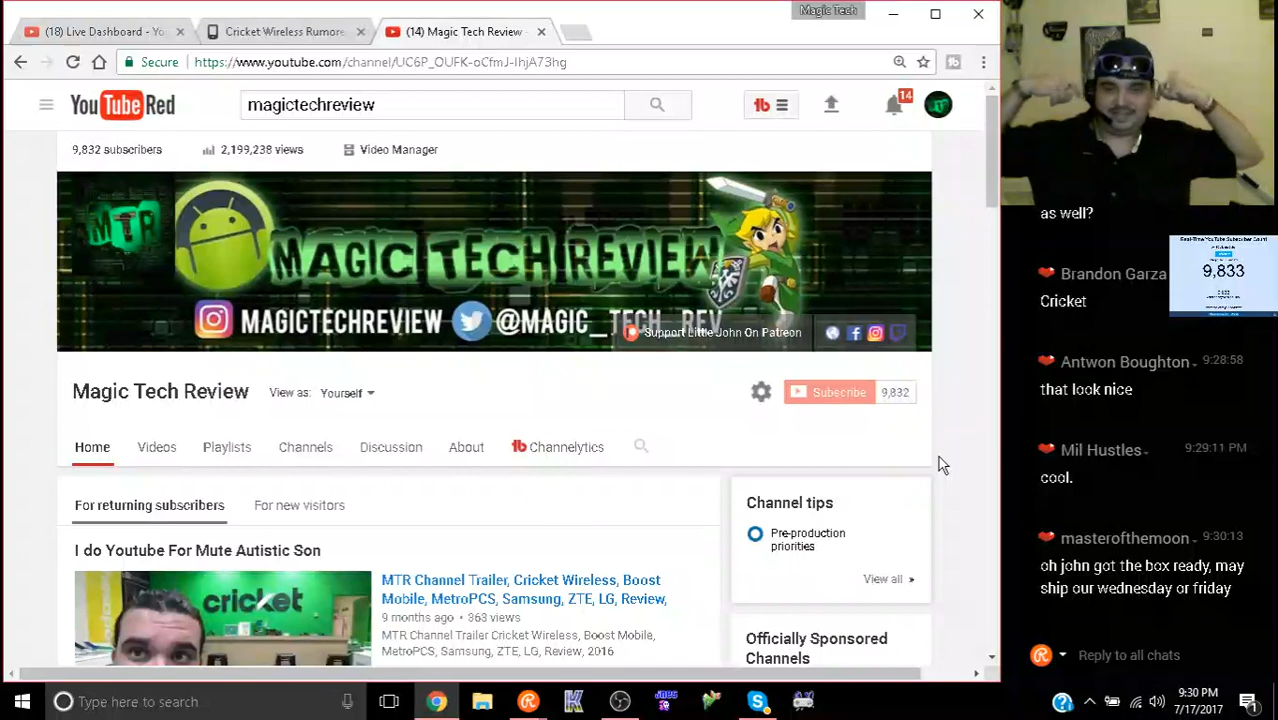 Magic Tech
(18) Live Dashboard - Yo
Cricket Wireless Rumore
(14) Magic Tech Review -
Secure
https://www.youtube.com/channel/UC6P_OUFK-oCfmJ-IhjA73hg
YouTube Red
magictechreview
14
9,832 subscribers
2,199,238 views
Video Manager
MTR
MAGIC TECH REVIEW
MAGICTECHREVIEW
@MAGIC_TECH_REV
Support Little John On Patreon
Magic Tech Review
View as: Yourself
Subscribe 9,832
Home
Videos
Playlists
Channels
Discussion
About
Channelytics
For returning subscribers
For new visitors
I do Youtube For Mute Autistic Son
cricket
MTR Channel Trailer, Cricket Wireless, Boost
Mobile, MetroPCS, Samsung, ZTE, LG, Review,
9 months ago • 363 views
MTR Channel Trailer Cricket Wireless, Boost Mobile,
MetroPCS, Samsung, ZTE, LG, Review, 2016
Channel tips
Pre-production
priorities
View all »
Officially Sponsored
Channels
as well?
Real-Time YouTube Subscriber Count
9,833
Brandon Garza
Cricket
Antwon Boughton 9:28:58
that look nice
Mil Hustles 9:29:11 PM
cool.
masterofthemoon 9:30:13
oh john got the box ready, may
ship our wednesday or friday
Reply to all chats
Type here to search
9:30 PM
7/17/2017